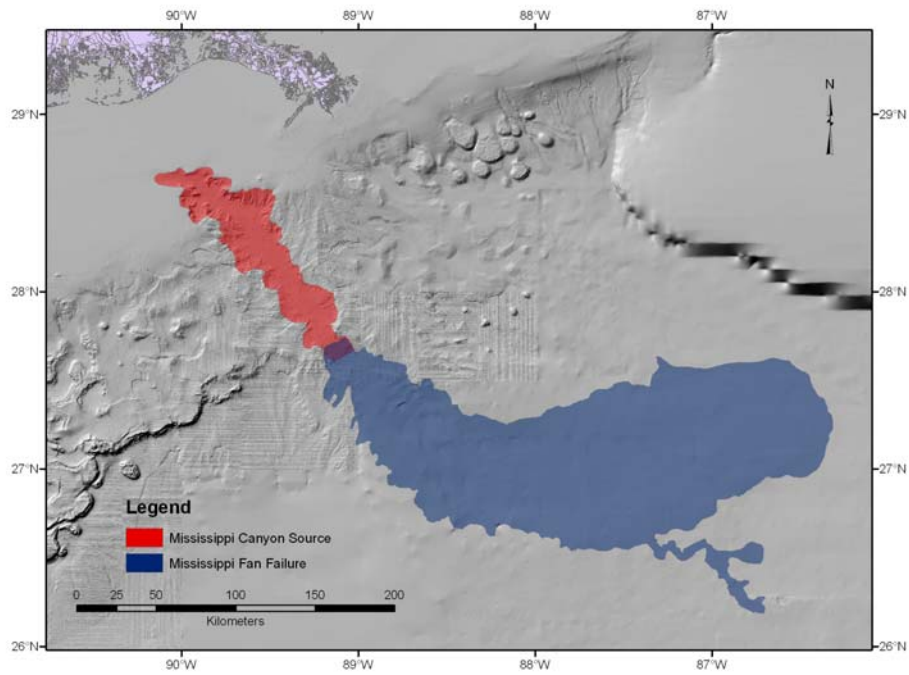 90°W 89°W 88°W 87°W
29°N 29°N
N
28°N 28°N
27°N 27°N
Legend
Mississippi Canyon Source
Mississippi Fan Failure
0 25 50 100 150 200
Kilometers
26°N 26°N
90°W 89°W 88°W 87°W